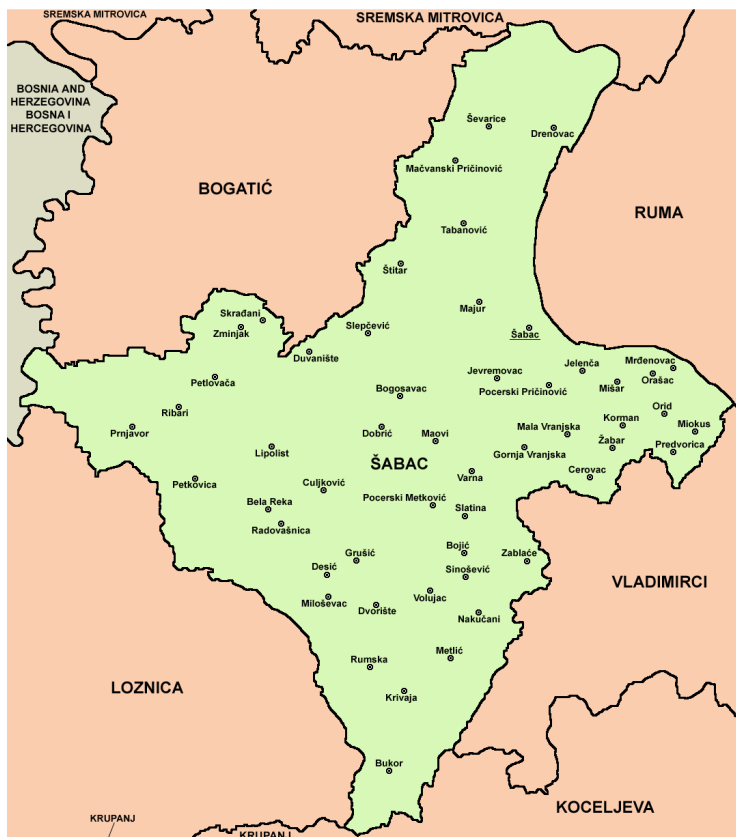 SREMSKA MITROVICA
SREMSKA MITROVICA
BOSNIA AND
HERZEGOVINA
BOSNA I
HERCEGOVINA
Ševarice
Drenovac
Mačvanski Pričinović
BOGATIĆ
RUMA
Tabanović
Štitar
Majur
Skrađani
Zminjak
Slepčević
Šabac
Duvanište
Mrđenovac
Jelenča
Jevremovac
Orašac
Petlovača
Pocerski Pričinović
Mišar
Bogosavac
Ribari
Orid
Korman
Prnjavor
Dobrić
Maovi
Mala Vranjska
Miokus
Žabar
Lipolist
ŠABAC
Gornja Vranjska
Predvorica
Petkovica
Culjković
Varna
Cerovac
Bela Reka
Pocerski Metković
Slatina
Radovašnica
Grušić
Bojić
Zablaće
Desić
Sinošević
VLADIMIRCI
Miloševac
Dvorište
Volujac
Nakučani
Metlić
Rumska
LOZNICA
Krivaja
Bukor
KOCELJEVA
KRUPANJ
KRUPANJ